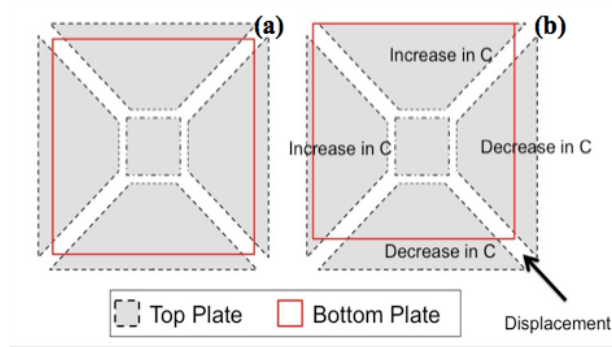 (a)
(b)
Increase in C
Increase in C
Decrease in C
Decrease in C
Top Plate
Bottom Plate
Displacement